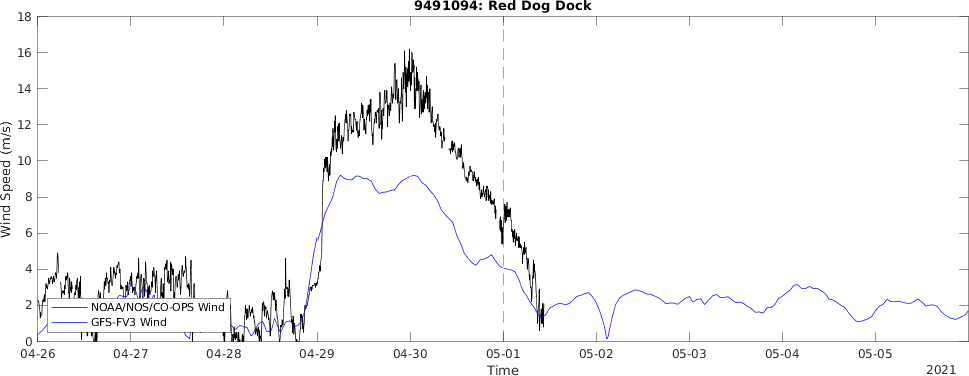 9491094: Red Dog Dock
18
16
14
12
10
8
6
4
2
0
Wind Speed (m/s)
NOAA/NOS/CO-OPS Wind
GFS-FV3 Wind
04-26 04-27 04-28 04-29 04-30 05-01 05-02 05-03 05-04 05-05
Time
2021